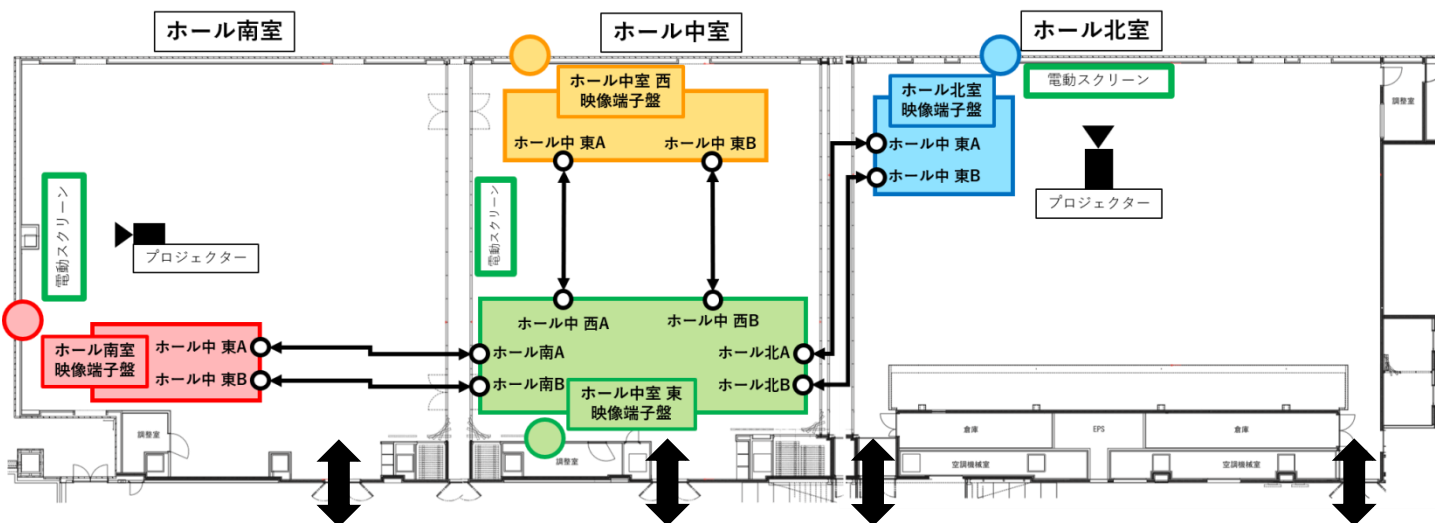 ホール南室
ホール中室
ホール北室
ホール中室 西
映像端子盤
ホール中 東A
ホール中 東B
ホール北室
映像端子盤
ホール中 東A
ホール中 東B
電動スクリーン
調整室
プロジェクター
電動スクリーン
プロジェクター
電動スクリーン
ホール南室
映像端子盤
ホール中 東A
ホール中 東B
ホール中 西A
ホール中 西B
ホール南A
ホール南B
ホール北A
ホール北B
ホール中室 東
映像端子盤
調整室
調整室
倉庫
EPS
倉庫
空調機械室
空調機械室